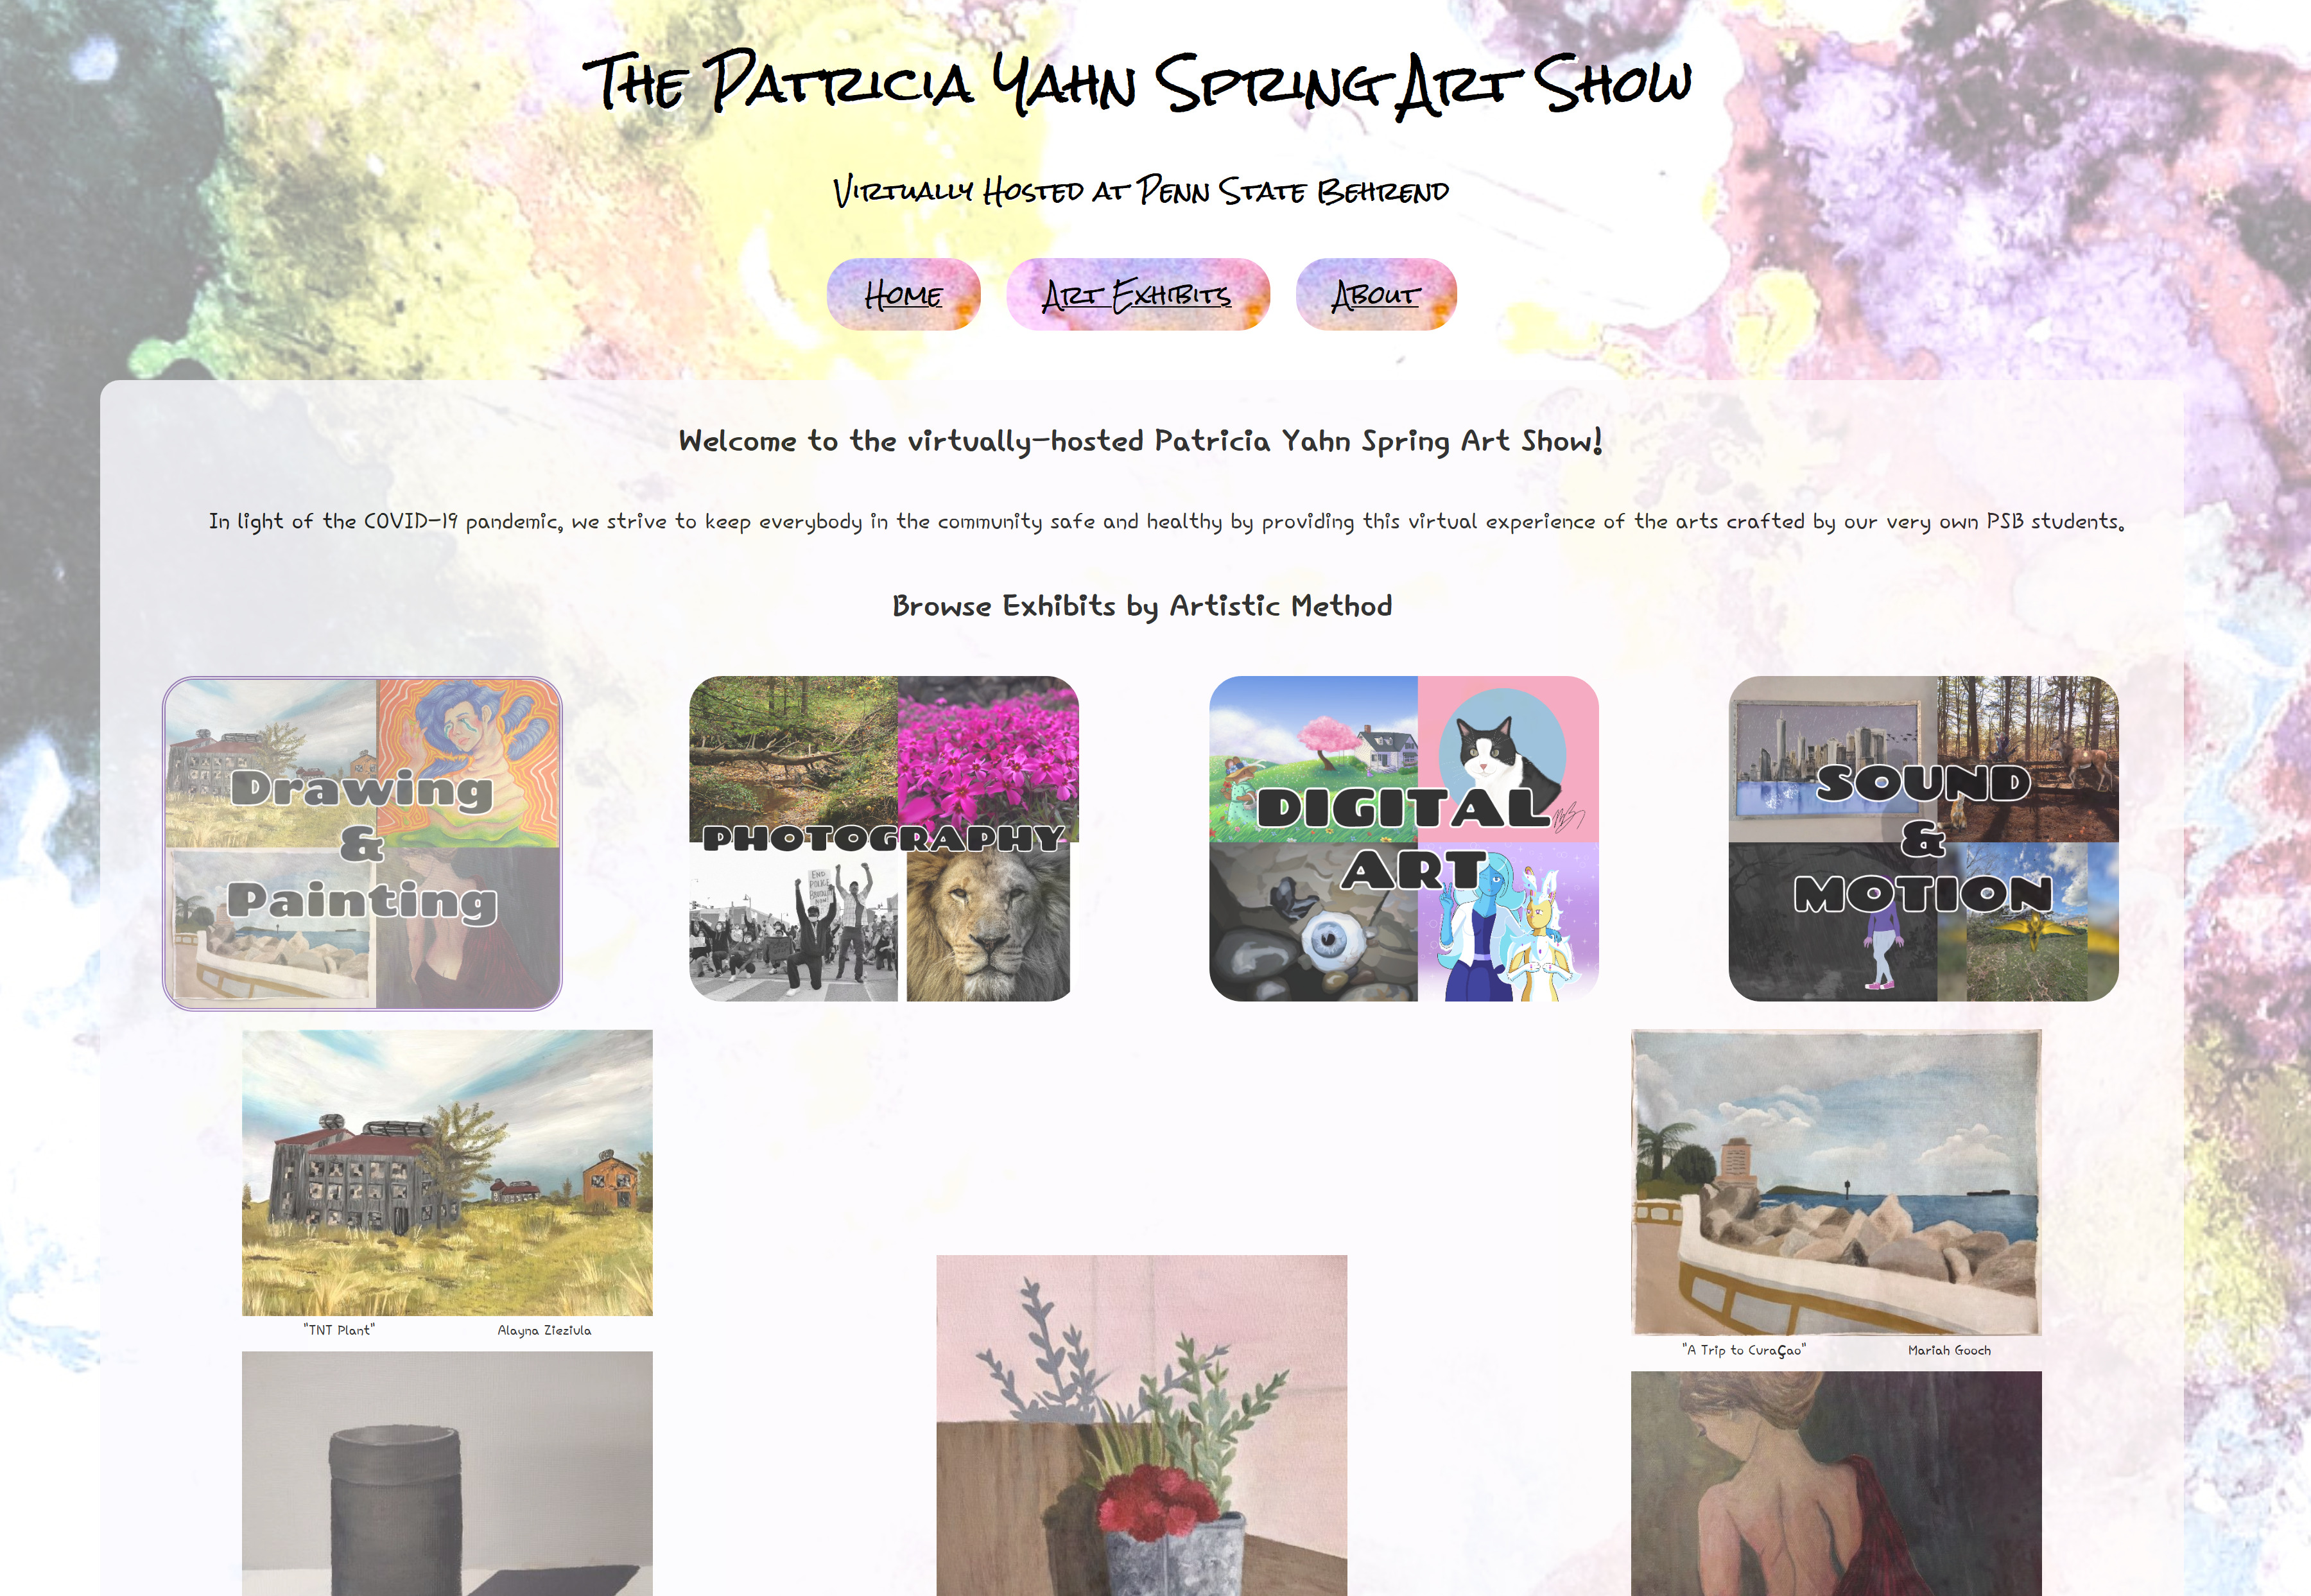 The Patricia Yahn Spring Art Show
Virtually Hosted at Penn State Behrend
Home
Art Exhibits
About
Welcome to the virtually-hosted Patricia Yahn Spring Art Show!
In light of the COVID-19 pandemic, we strive to keep everybody in the community safe and healthy by providing this virtual experience of the arts crafted by our very own PSB students.
Browse Exhibits by Artistic Method
Drawing
&
Painting
PHOTOGRAPHY
END
POLICE
DIGITAL
ART
SOUND
&
MOTION
"TNT Plant"
Alayna Zieziula
"A Trip to Curaçao"
Mariah Gooch